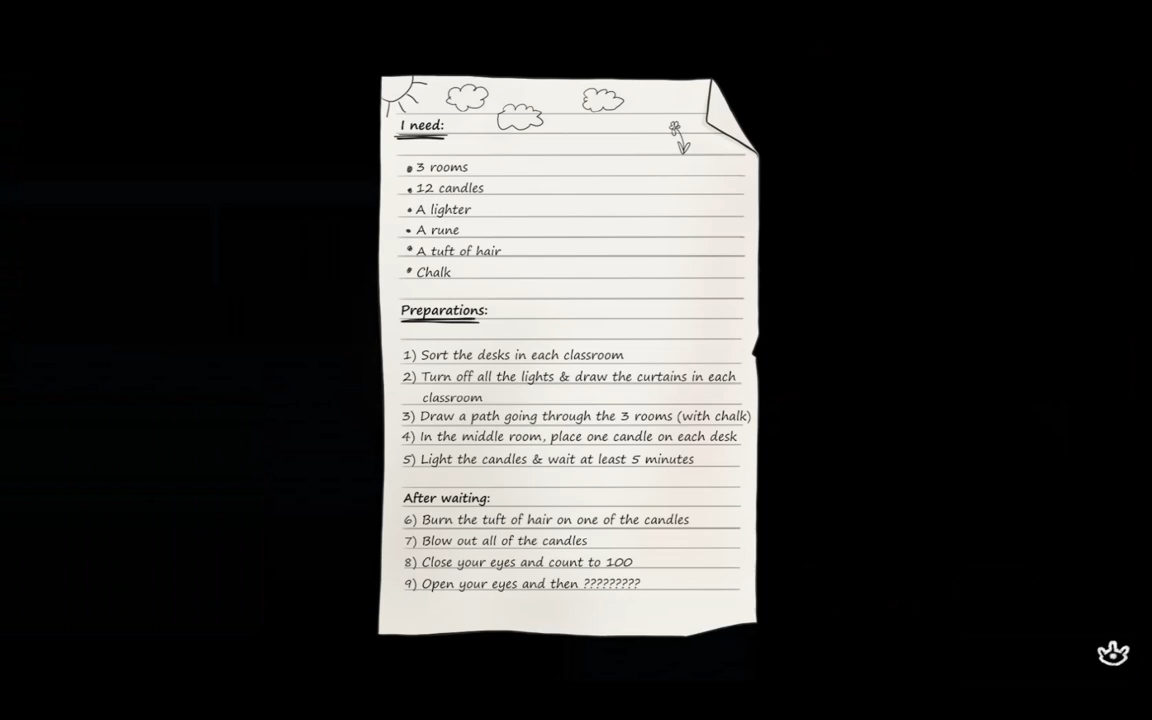 I need:
• 3 rooms
• 12 candles
• A lighter
• A rune
• A tuft of hair
• Chalk
Preparations:
1) Sort the desks in each classroom
2) Turn off all the lights & draw the curtains in each
classroom
3) Draw a path going through the 3 rooms (with chalk)
4) In the middle room, place one candle on each desk
5) Light the candles & wait at least 5 minutes
After waiting:
6) Burn the tuft of hair on one of the candles
7) Blow out all of the candles
8) Close your eyes and count to 100
9) Open your eyes and then ?????????